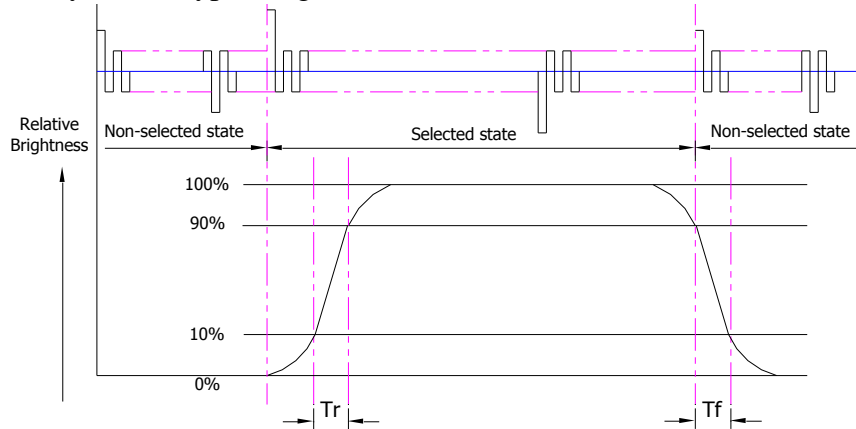 Relative
Brightness
Non-selected state
Selected state
Non-selected state
100%
90%
10%
0%
Tr
Tf